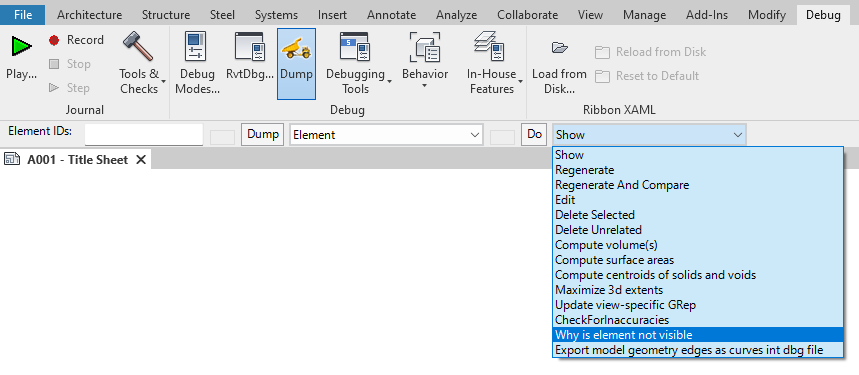 File Architecture Structure Steel Systems Insert Annotate Analyze Collaborate View Manage Add-Ins Modify Debug
Play... Record
Stop
Step
Tools &
Checks
Journal
Debug
Modes...
RvtDbg...
Dump
Debugging
Tools
Behavior
In-House
Features
Debug
Load from
Disk...
Reload from Disk
Reset to Default
Ribbon XAML
Element IDs: Dump Element Do Show
A001 - Title Sheet
Show
Regenerate
Regenerate And Compare
Edit
Delete Selected
Delete Unrelated
Compute volume(s)
Compute surface areas
Compute centroids of solids and voids
Maximize 3d extents
Update view-specific GRep
CheckForInaccuracies
Why is element not visible
Export model geometry edges as curves int dbg file